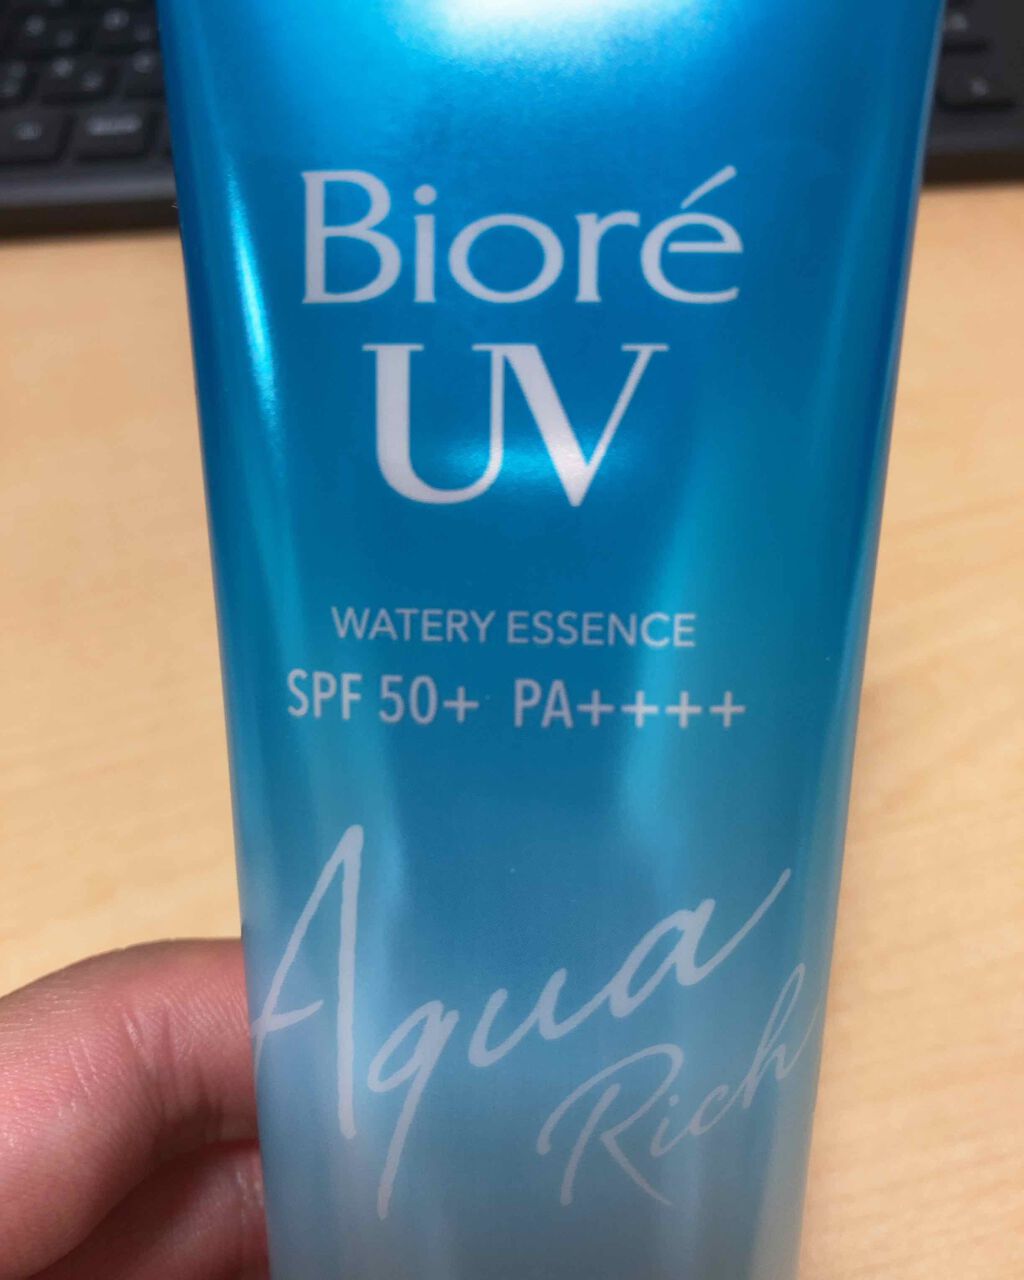 Bioré
UV
WATERY ESSENCE
SPF 50+ PA++++
Aqua
Rich